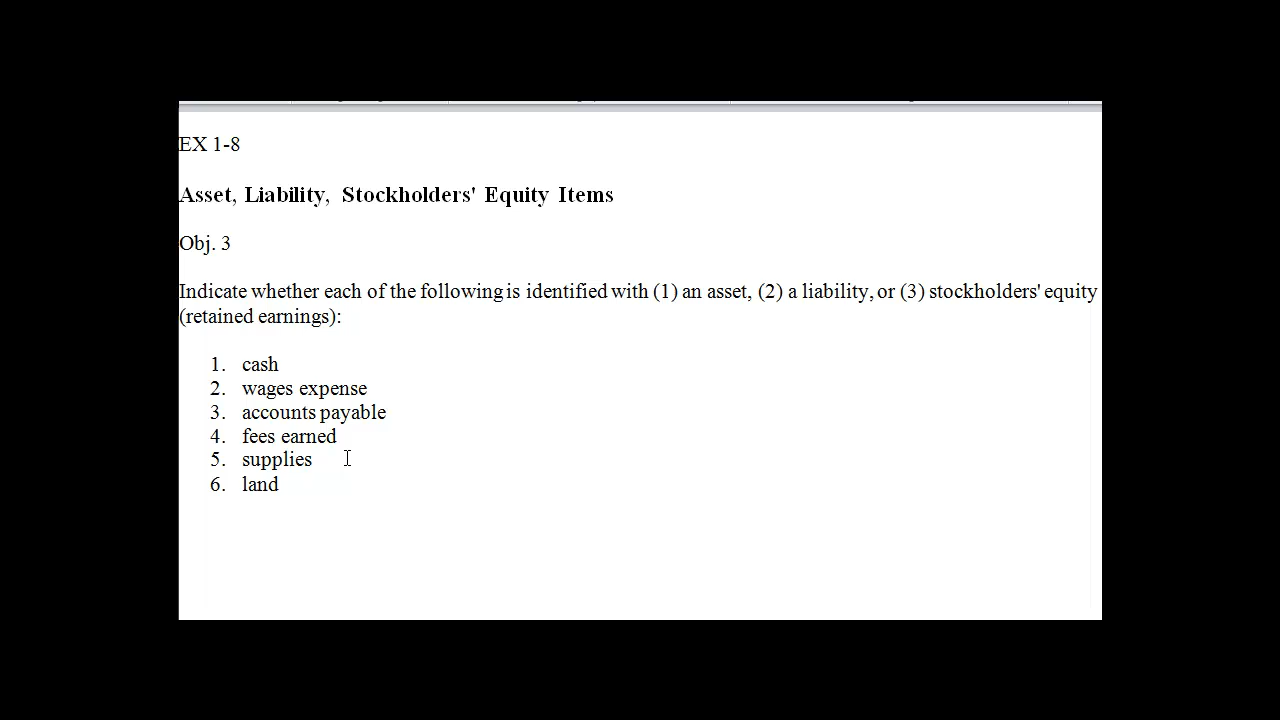 EX 1-8
Asset, Liability, Stockholders' Equity Items
Obj. 3
Indicate whether each of the following is identified with (1) an asset, (2) a liability, or (3) stockholders' equity
(retained earnings):
1. cash
2. wages expense
3. accounts payable
4. fees earned
5. supplies
6. land